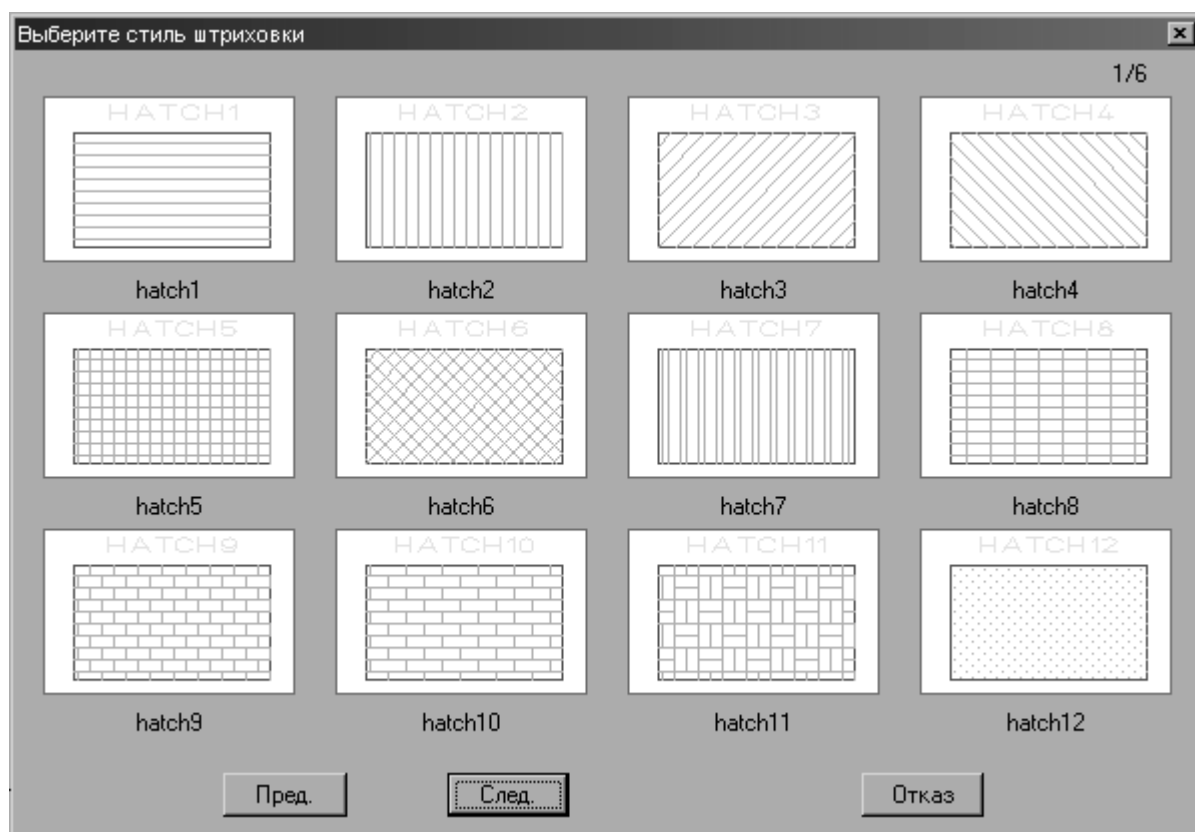 Выберите стиль штриховки
1/6
HATCH1 HATCH2 HATCH3 HATCH4
hatch1 hatch2 hatch3 hatch4
HATCH5 HATCH6 HATCH7 HATCH8
hatch5 hatch6 hatch7 hatch8
HATCH9 HATCH10 HATCH11 HATCH12
hatch9 hatch10 hatch11 hatch12
Пред. След. Отказ